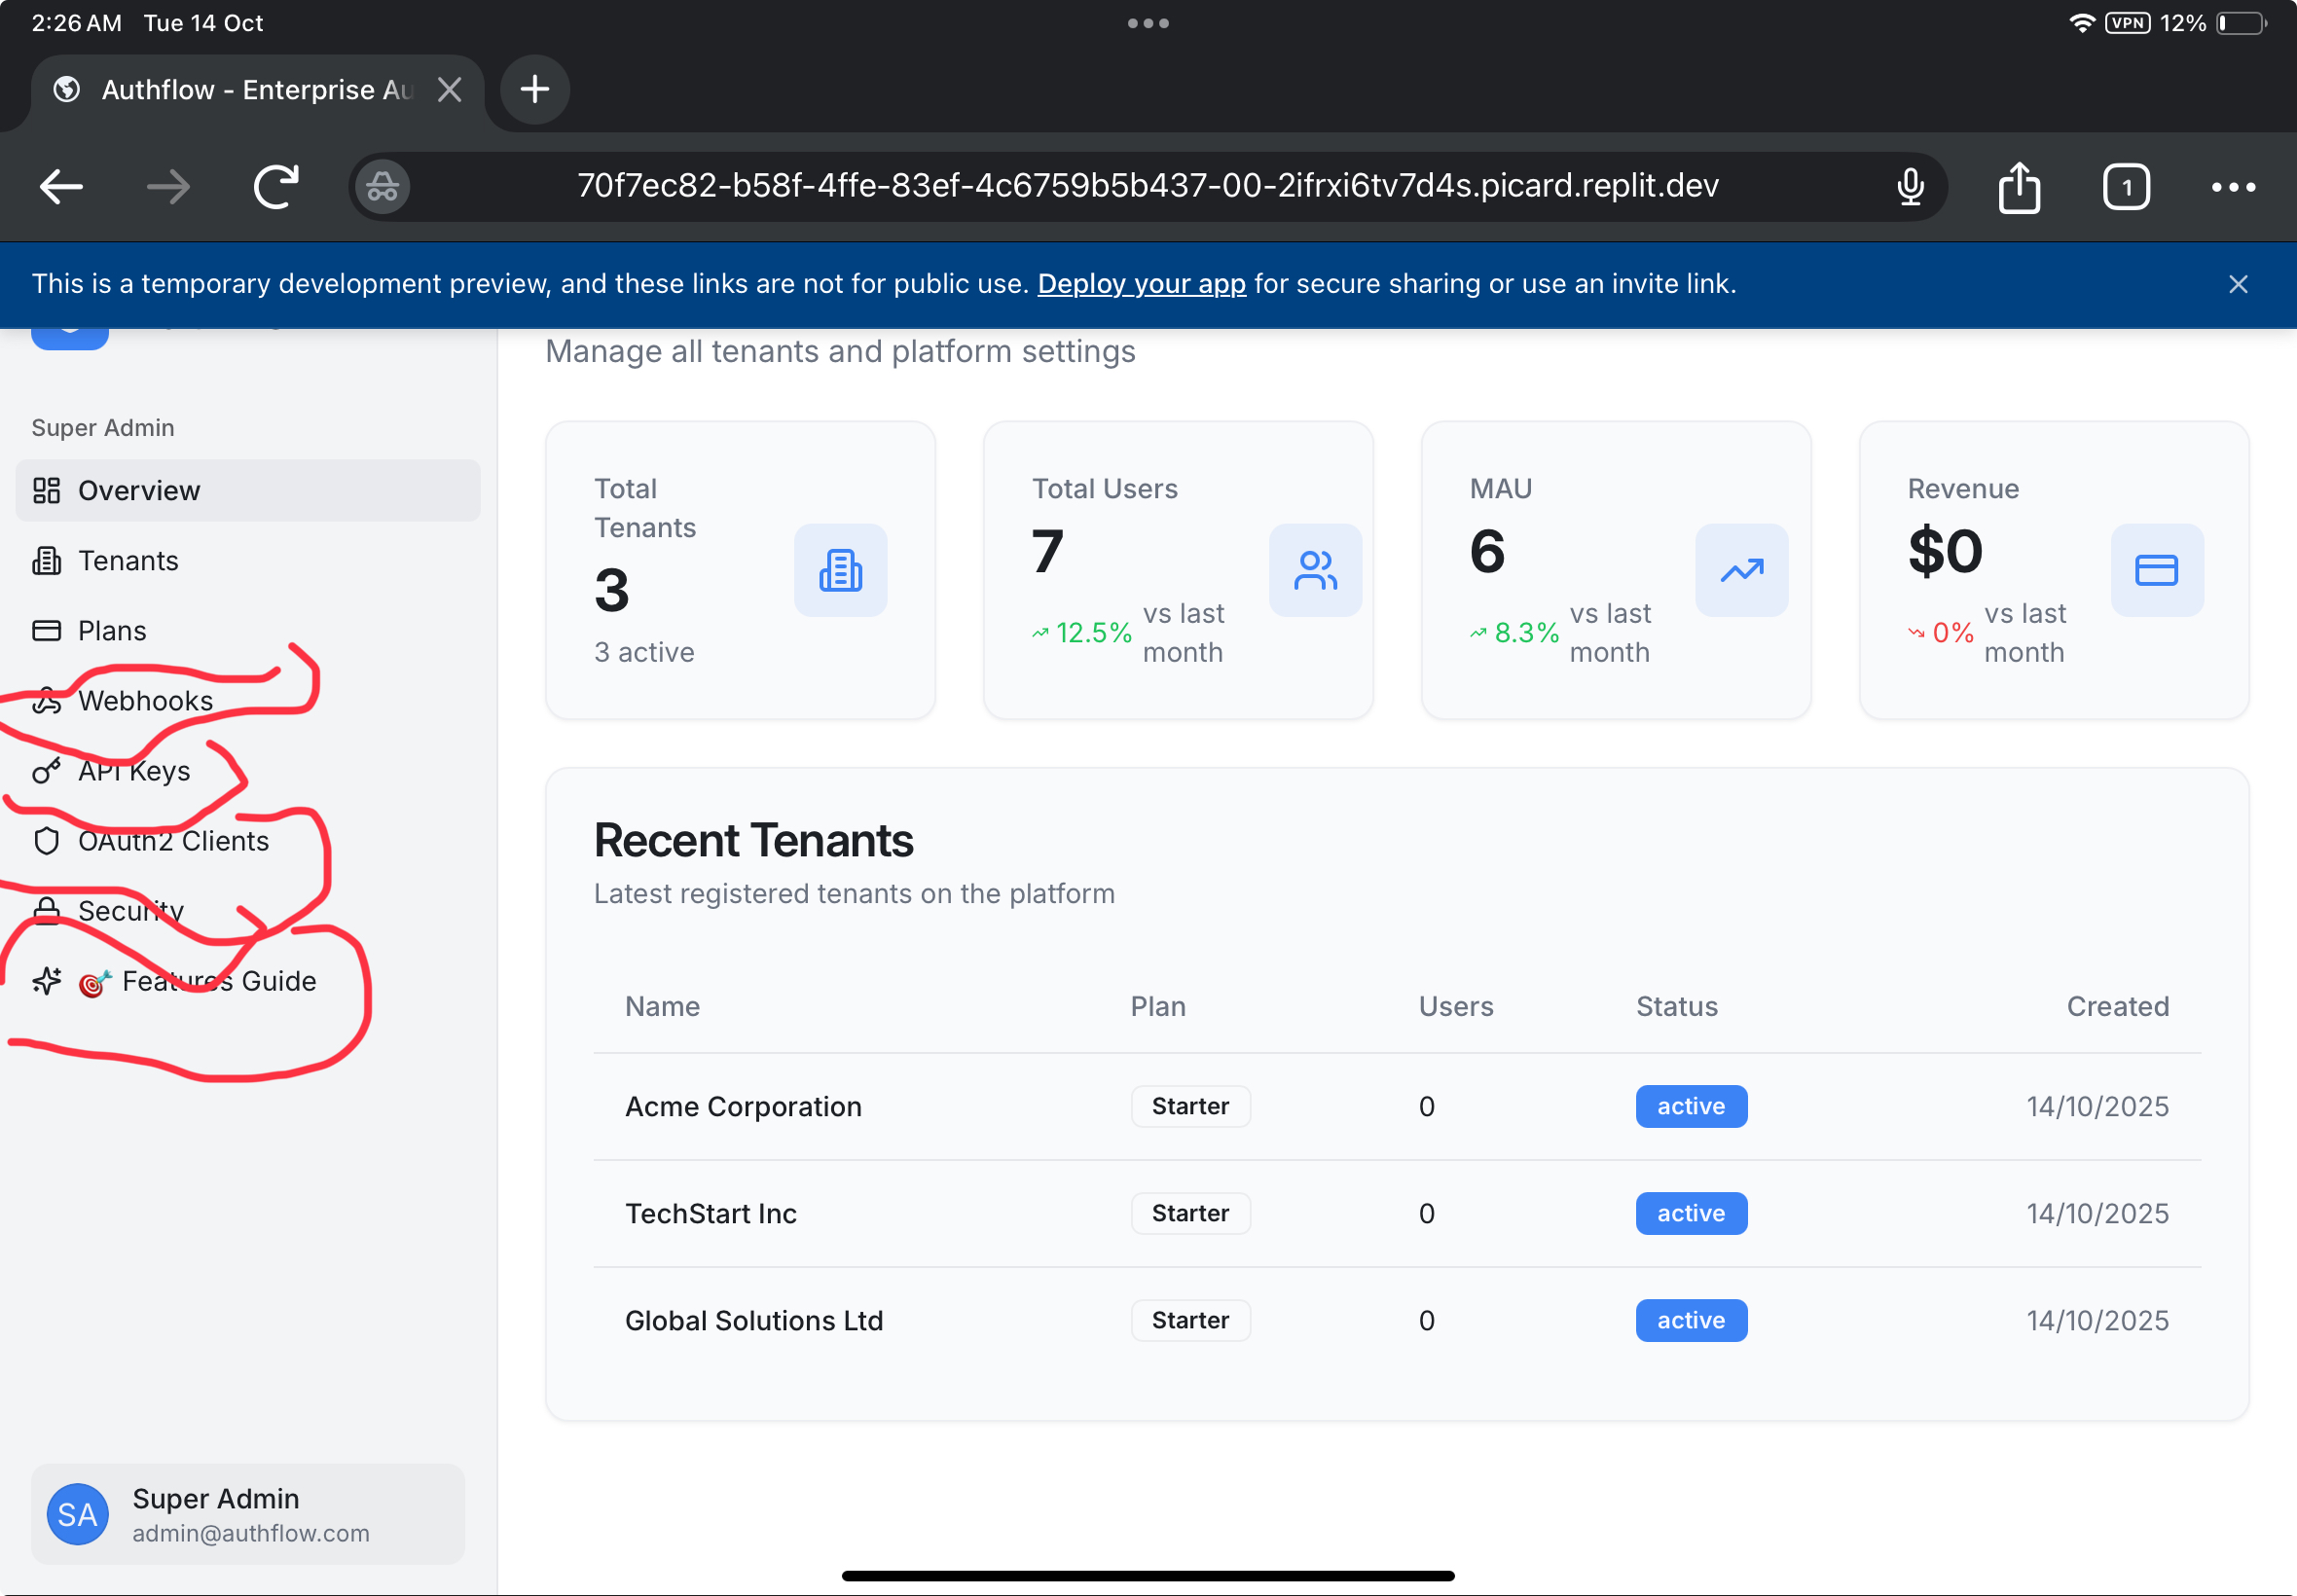 2:26 AM Tue 14 Oct
VPN 12%
Authflow - Enterprise Au
70f7ec82-b58f-4ffe-83ef-4c6759b5b437-00-2ifrxi6tv7d4s.picard.replit.dev
1
This is a temporary development preview, and these links are not for public use. Deploy your app for secure sharing or use an invite link.
Manage all tenants and platform settings
Super Admin
Overview
Tenants
Plans
Webhooks
API Keys
OAuth2 Clients
Security
🎯 Features Guide
Total
Tenants
3
3 active
Total Users
7
12.5% vs last
month
MAU
6
8.3% vs last
month
Revenue
$0
0% vs last
month
Recent Tenants
Latest registered tenants on the platform
Name Plan Users Status Created
Acme Corporation Starter 0 active 14/10/2025
TechStart Inc Starter 0 active 14/10/2025
Global Solutions Ltd Starter 0 active 14/10/2025
SA
Super Admin
admin@authflow.com